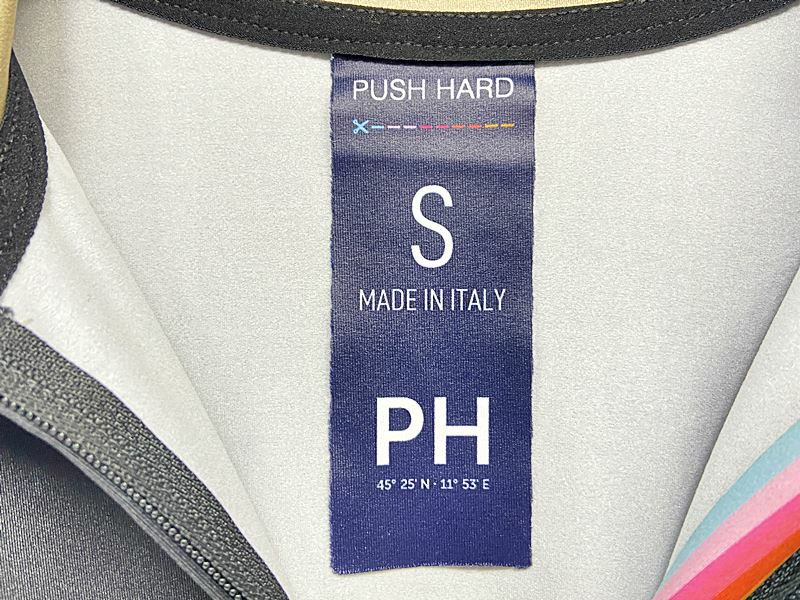 PUSH HARD
S
MADE IN ITALY
PH
45° 25' N · 11° 53' E